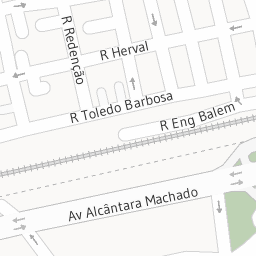 R Redenção
R Herval
R Toledo Barbosa
R Eng Balem
Av Alcântara Machado